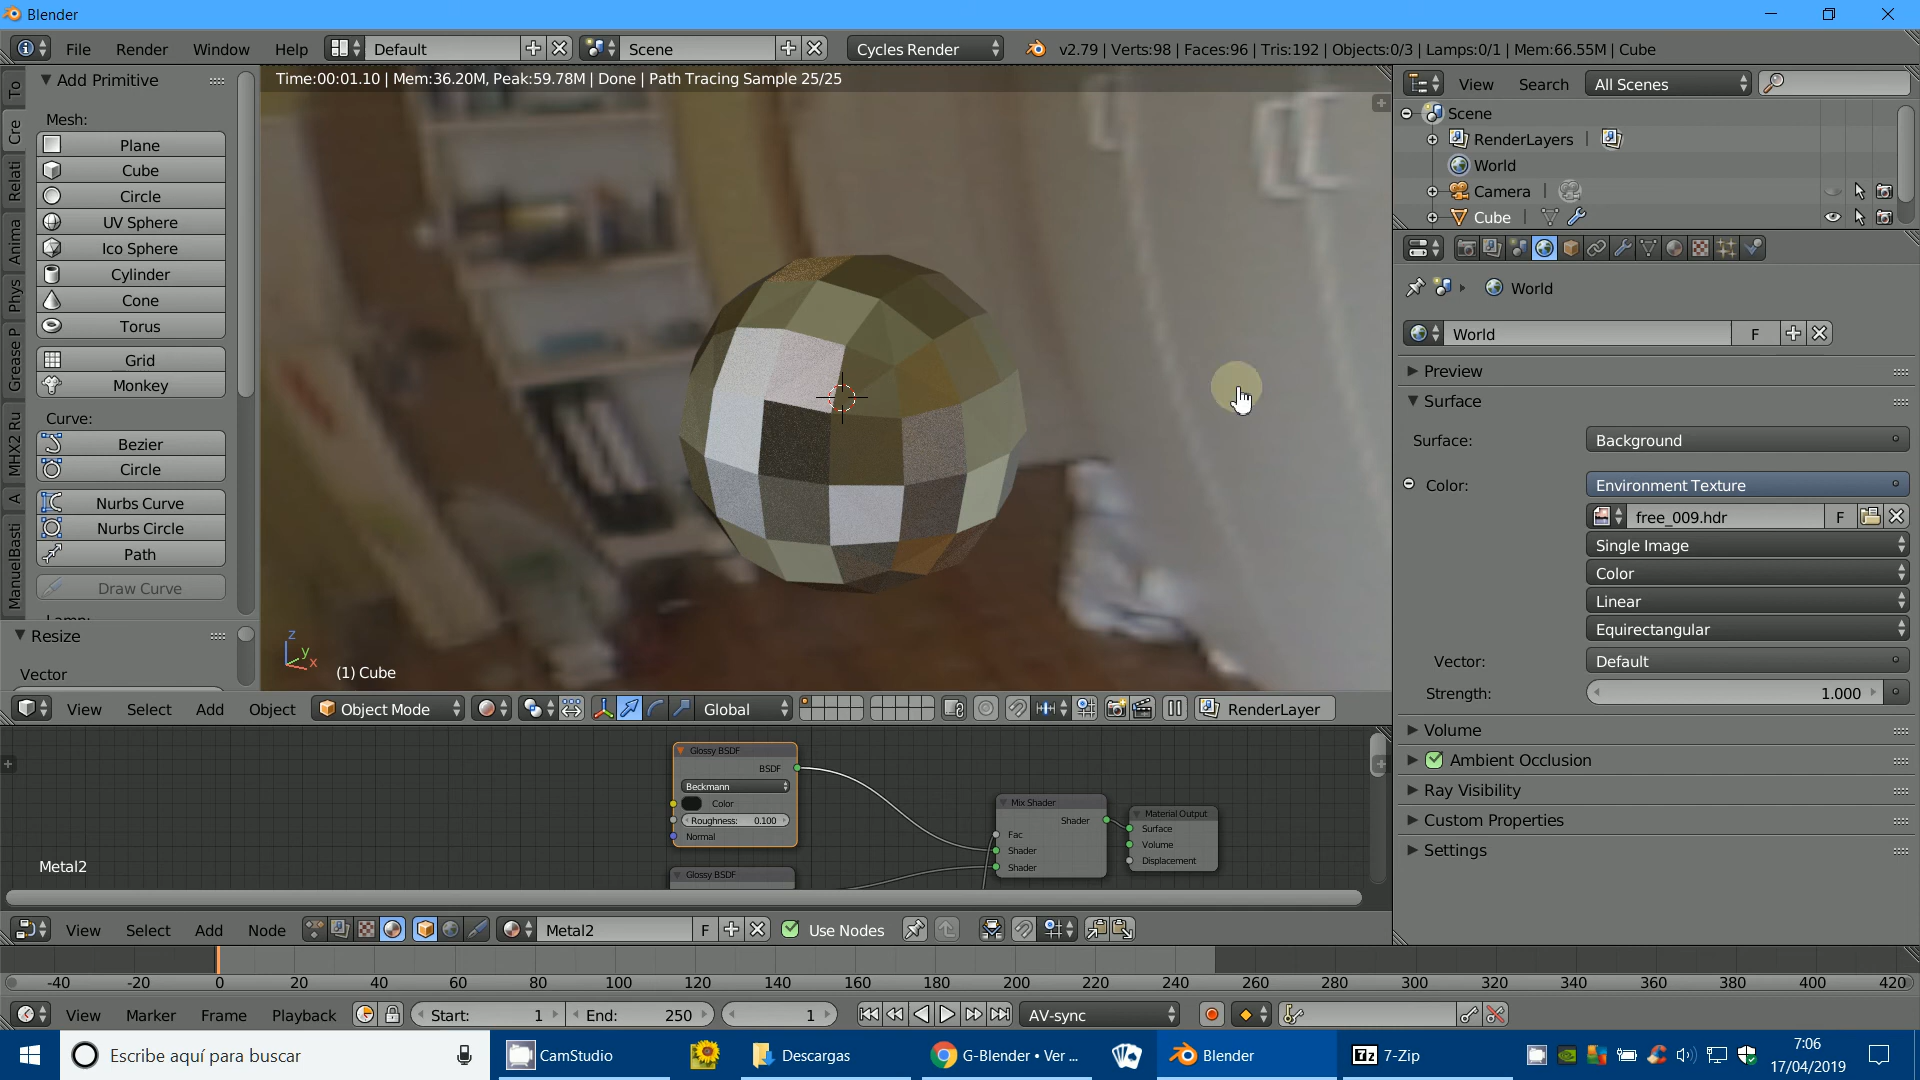 Blender
File Render Window Help Default Scene Cycles Render v2.79 | Verts:98 | Faces:96 | Tris:192 | Objects:0/3 | Lamps:0/1 | Mem:66.55M | Cube
Time:00:01.10 | Mem:36.20M, Peak:59.78M | Done | Path Tracing Sample 25/25
To
Cre
Relati
Anima
Phys
Grease P
MHX2 Ru
A
ManuelBasti
Add Primitive
Mesh:
Plane
Cube
Circle
UV Sphere
Ico Sphere
Cylinder
Cone
Torus
Grid
Monkey
Curve:
Bezier
Circle
Nurbs Curve
Nurbs Circle
Path
Draw Curve
Resize
Vector
z
y
x
(1) Cube
View Select Add Object Object Mode Global RenderLayer
View Search All Scenes
Scene
RenderLayers |
World
Camera |
Cube |
World
World F
Preview
Surface
Surface: Background
Color: Environment Texture
free_009.hdr F
Single Image
Color
Linear
Equirectangular
Vector: Default
Strength: 1.000
Volume
Ambient Occlusion
Ray Visibility
Custom Properties
Settings
Glossy BSDF
BSDF
Beckmann
Color
Roughness: 0.100
Normal
Glossy BSDF
Mix Shader
Shader
Fac
Shader
Shader
Material Output
Surface
Volume
Displacement
Metal2
View Select Add Node Metal2 F Use Nodes
-40 -20 0 20 40 60 80 100 120 140 160 180 200 220 240 260 280 300 320 340 360 380 400 420
View Marker Frame Playback Start: 1 End: 250 1 AV-sync
Escribe aquí para buscar CamStudio Descargas G-Blender • Ver ... Blender 7z 7-Zip
7:06
17/04/2019